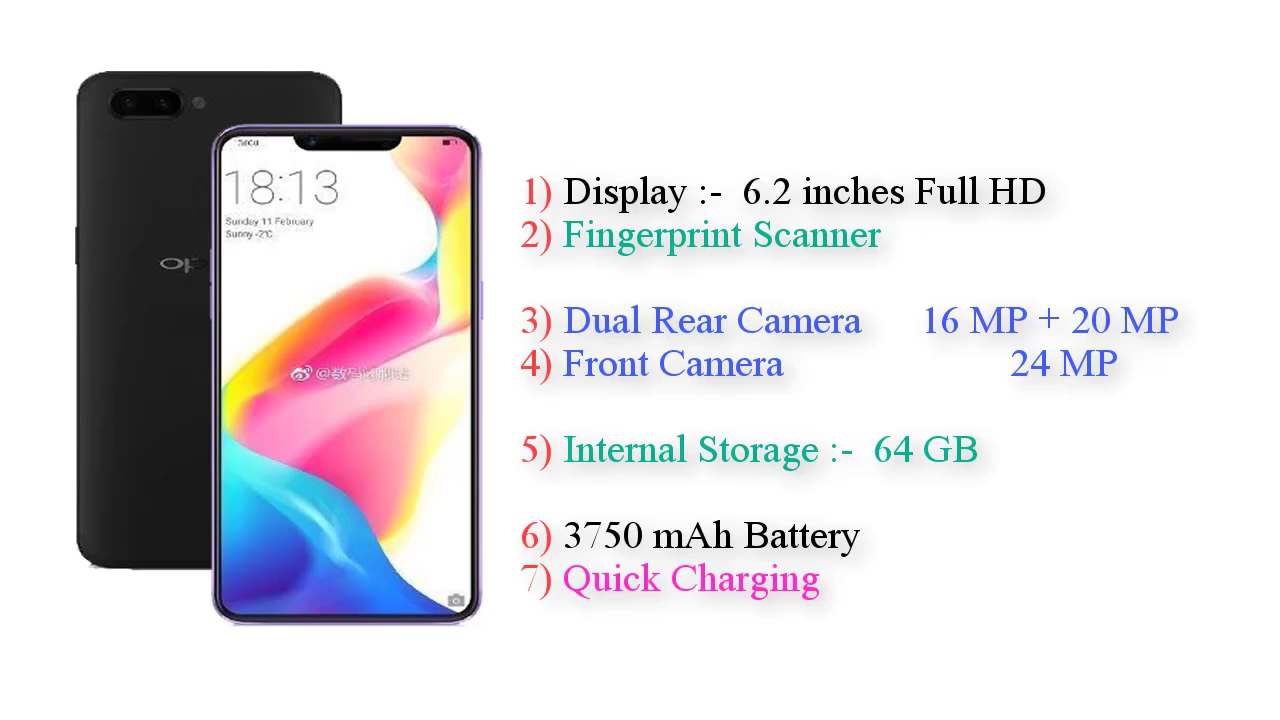 18:13
Sunday 11 February
Sunny -2°C
1) Display :- 6.2 inches Full HD
2) Fingerprint Scanner
3) Dual Rear Camera 16 MP + 20 MP
4) Front Camera 24 MP
5) Internal Storage :- 64 GB
6) 3750 mAh Battery
7) Quick Charging